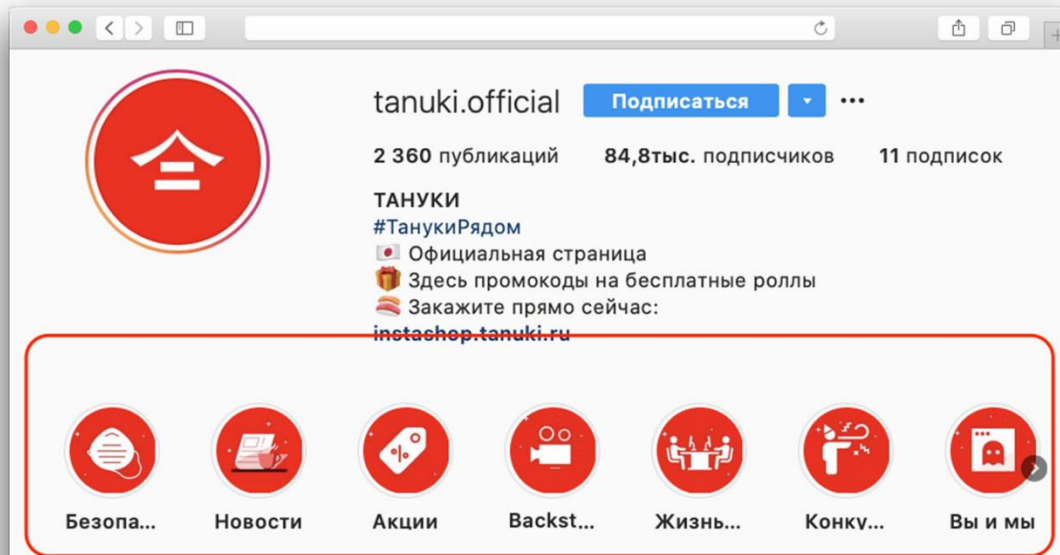 tanuki.official Подписаться
2 360 публикаций 84,8тыс. подписчиков 11 подписок
ТАНУКИ
#ТанукиРядом
Официальная страница
Здесь промокоды на бесплатные роллы
Закажите прямо сейчас:
instashop.tanuki.ru
Безопа... Новости Акции Backst... Жизнь... Конку... Вы и мы